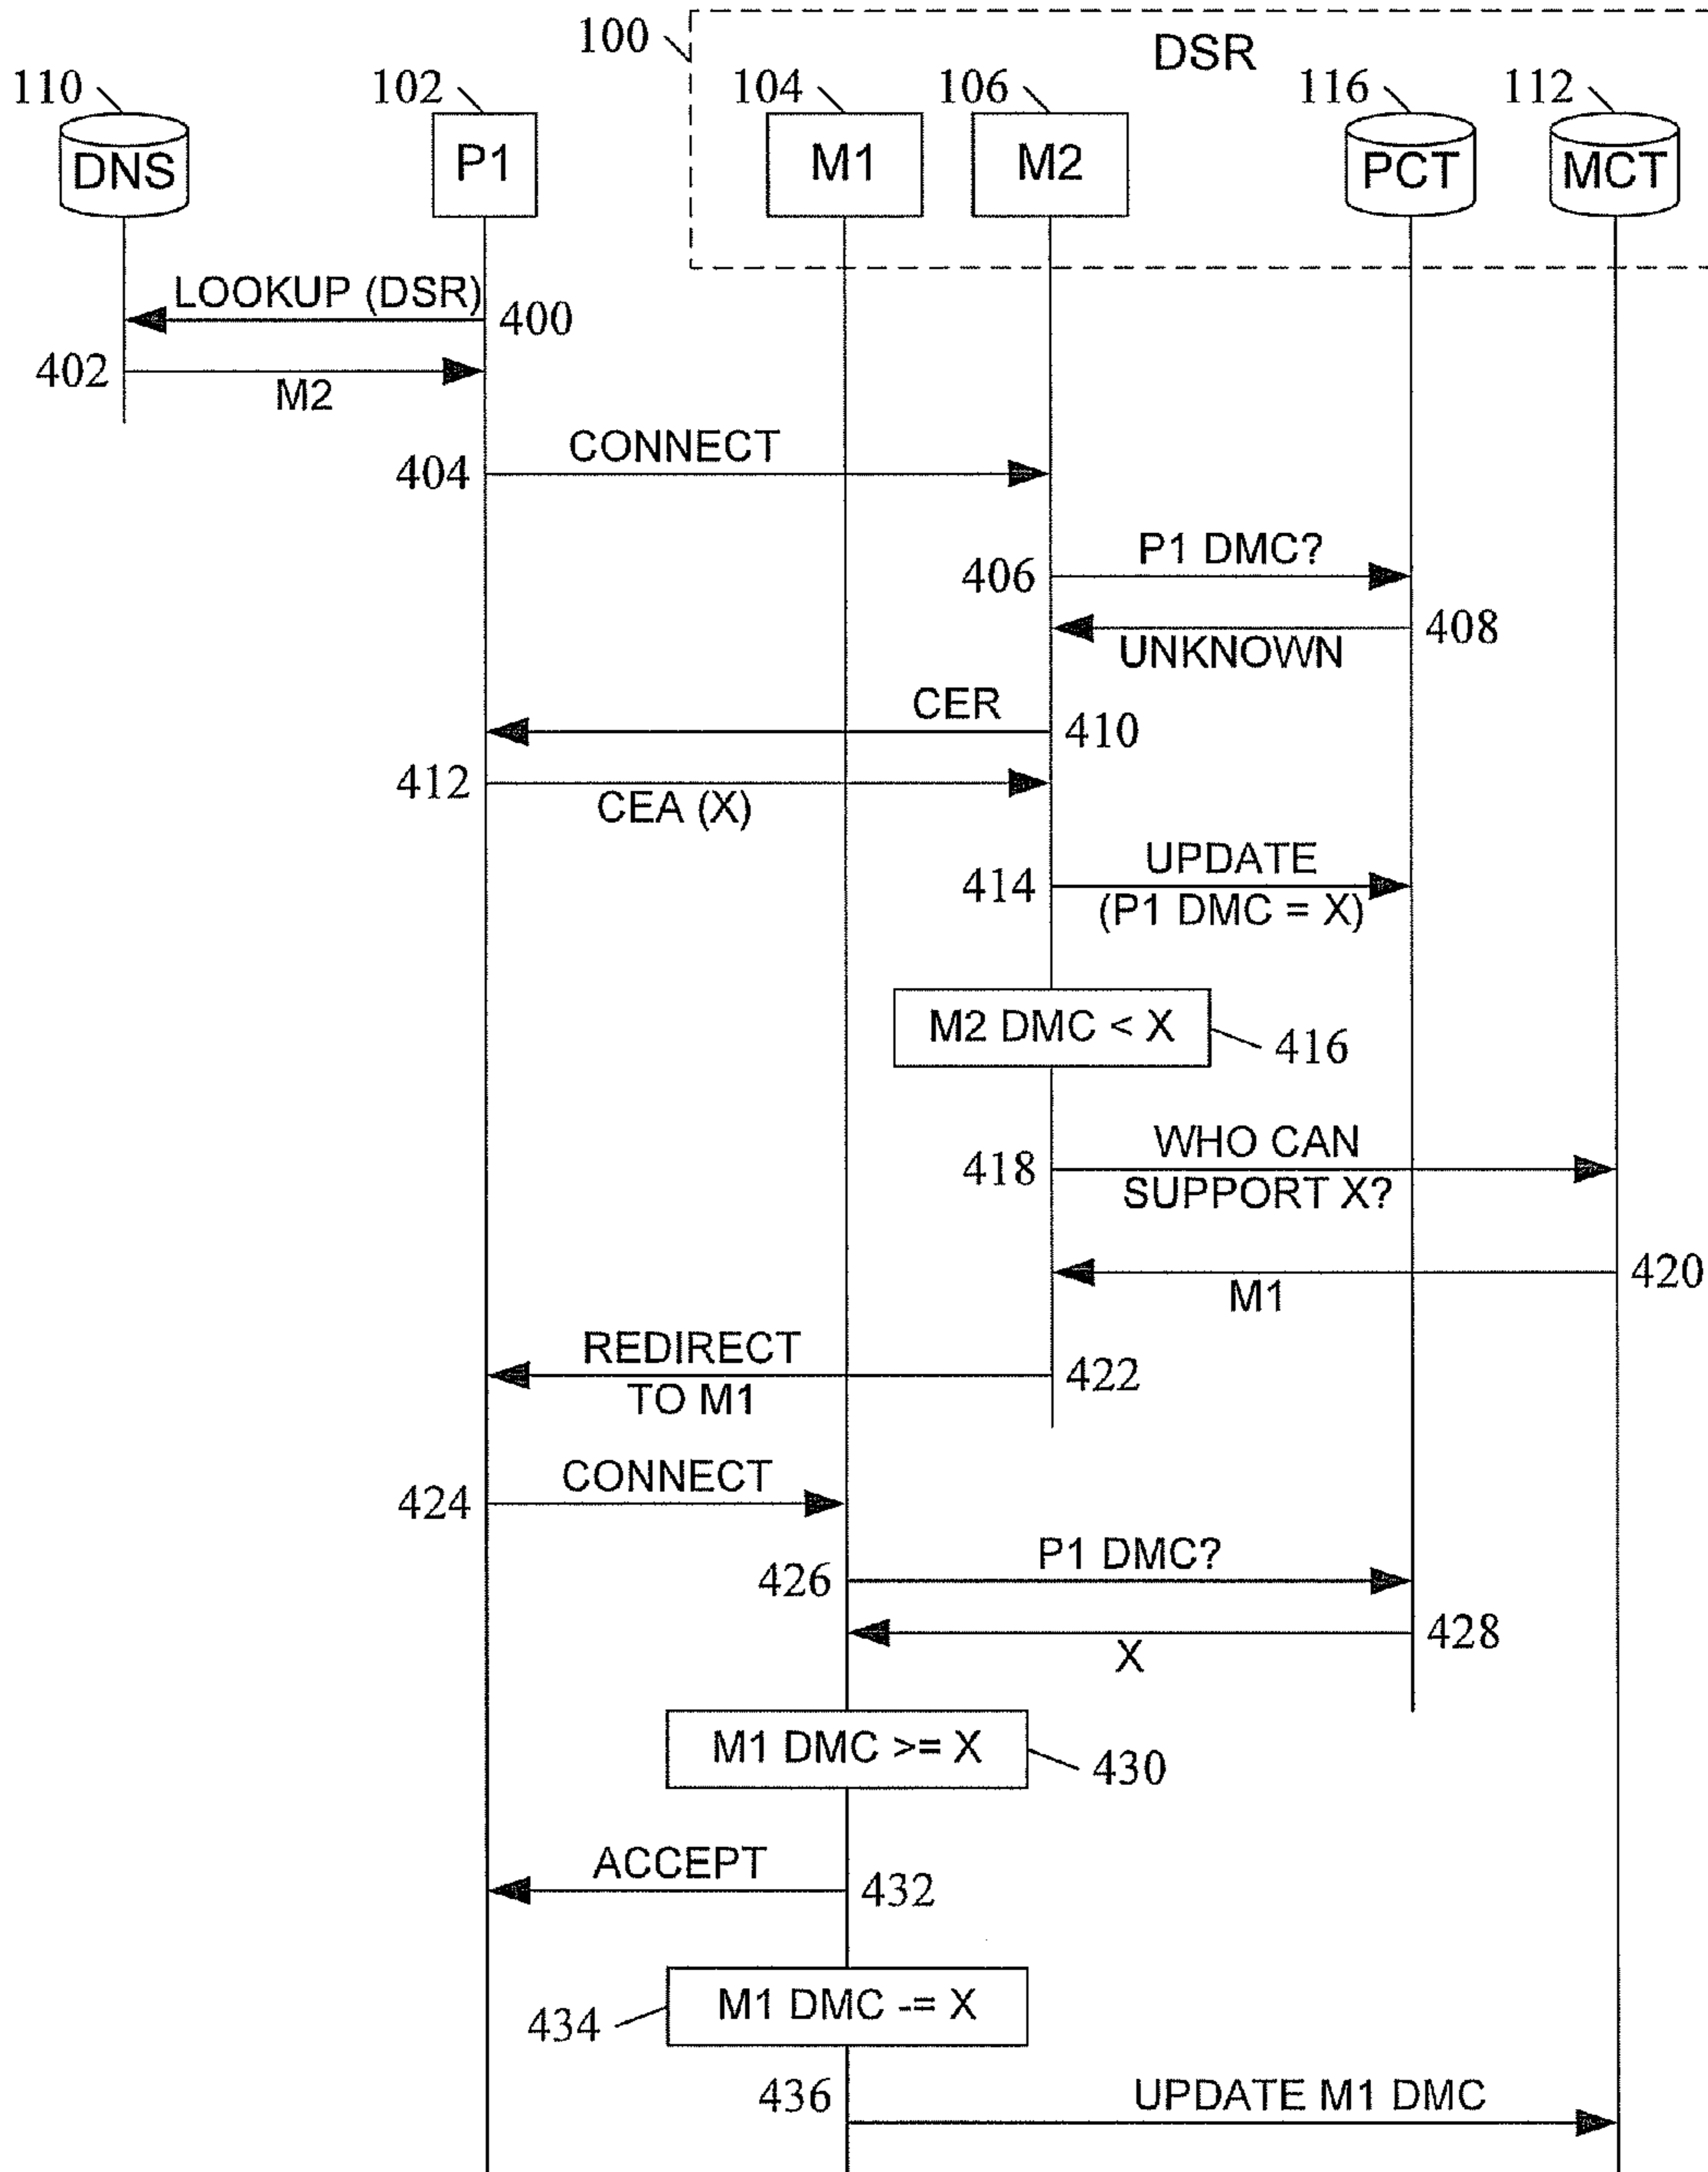 100
DSR
110
102
104
106
116
112
DNS
P1
M1
M2
PCT
MCT
LOOKUP (DSR)
400
402
M2
CONNECT
404
P1 DMC?
406
408
UNKNOWN
CER
410
412
CEA (X)
UPDATE
414
(P1 DMC = X)
M2 DMC < X
416
WHO CAN
418
SUPPORT X?
420
M1
REDIRECT
422
TO M1
CONNECT
424
P1 DMC?
426
428
X
M1 DMC >= X
430
ACCEPT
432
M1 DMC -= X
434
436
UPDATE M1 DMC